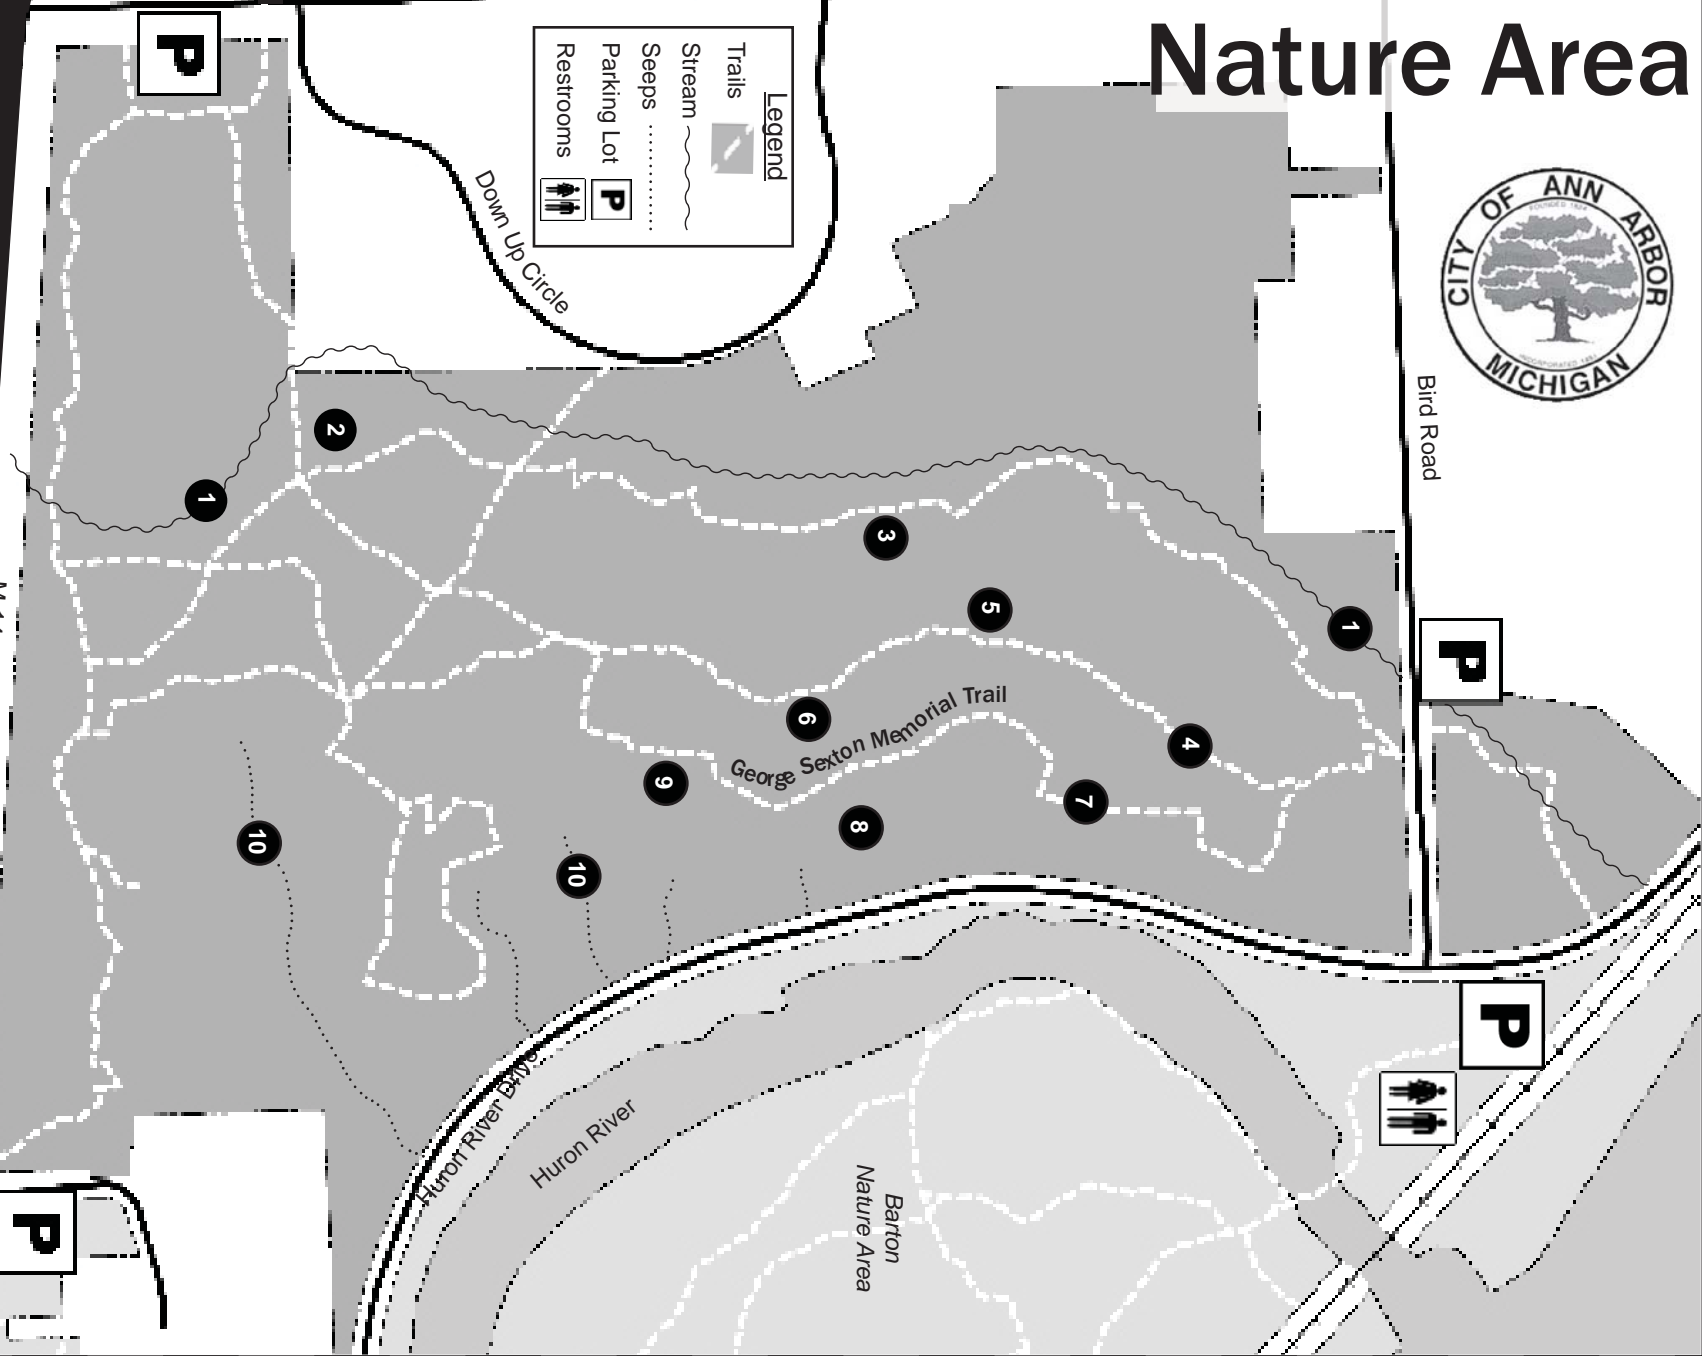 Nature Area
Legend
Trails
Stream
Seeps
Parking Lot
Restrooms
P
P
CITY OF ANN ARBOR
MICHIGAN
Down Up Circle
Bird Road
2
1
3
5
1
P
6
George Sexton Memorial Trail
4
9
7
8
10
10
P
Huron River Drive
Huron River
Barton
Nature Area
P